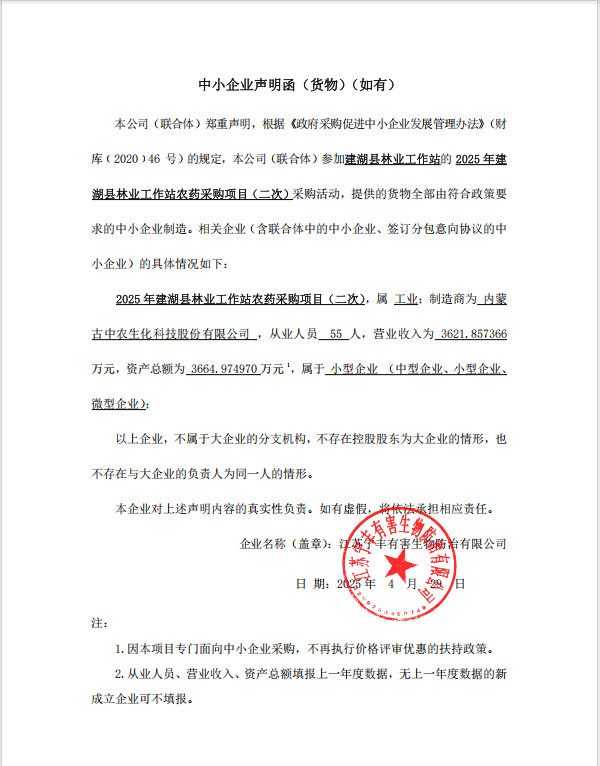 中小企业声明函（货物）（如有）
本公司（联合体）郑重声明，根据《政府采购促进中小企业发展管理办法》（财
库﹝2020﹞46 号）的规定，本公司（联合体）参加建湖县林业工作站的 2025 年建
湖县林业工作站农药采购项目（二次）采购活动，提供的货物全部由符合政策要
求的中小企业制造。相关企业（含联合体中的中小企业、签订分包意向协议的中
小企业）的具体情况如下：
2025 年建湖县林业工作站农药采购项目（二次），属 工业；制造商为 内蒙
古中农生化科技股份有限公司 ，从业人员 55 人，营业收入为 3621.857366
万元，资产总额为 3664.974970 万元¹，属于 小型企业 （中型企业、小型企业、
微型企业）；
以上企业，不属于大企业的分支机构，不存在控股股东为大企业的情形，也
不存在与大企业的负责人为同一人的情形。
本企业对上述声明内容的真实性负责。如有虚假，将依法承担相应责任。
企业名称（盖章）：江苏 丰有害生物防治有限公司
日 期：2025 年 4 月 29 日
江苏 丰有害生物防治有限公司
注：
1.因本项目专门面向中小企业采购，不再执行价格评审优惠的扶持政策。
2.从业人员、营业收入、资产总额填报上一年度数据，无上一年度数据的新
成立企业可不填报。